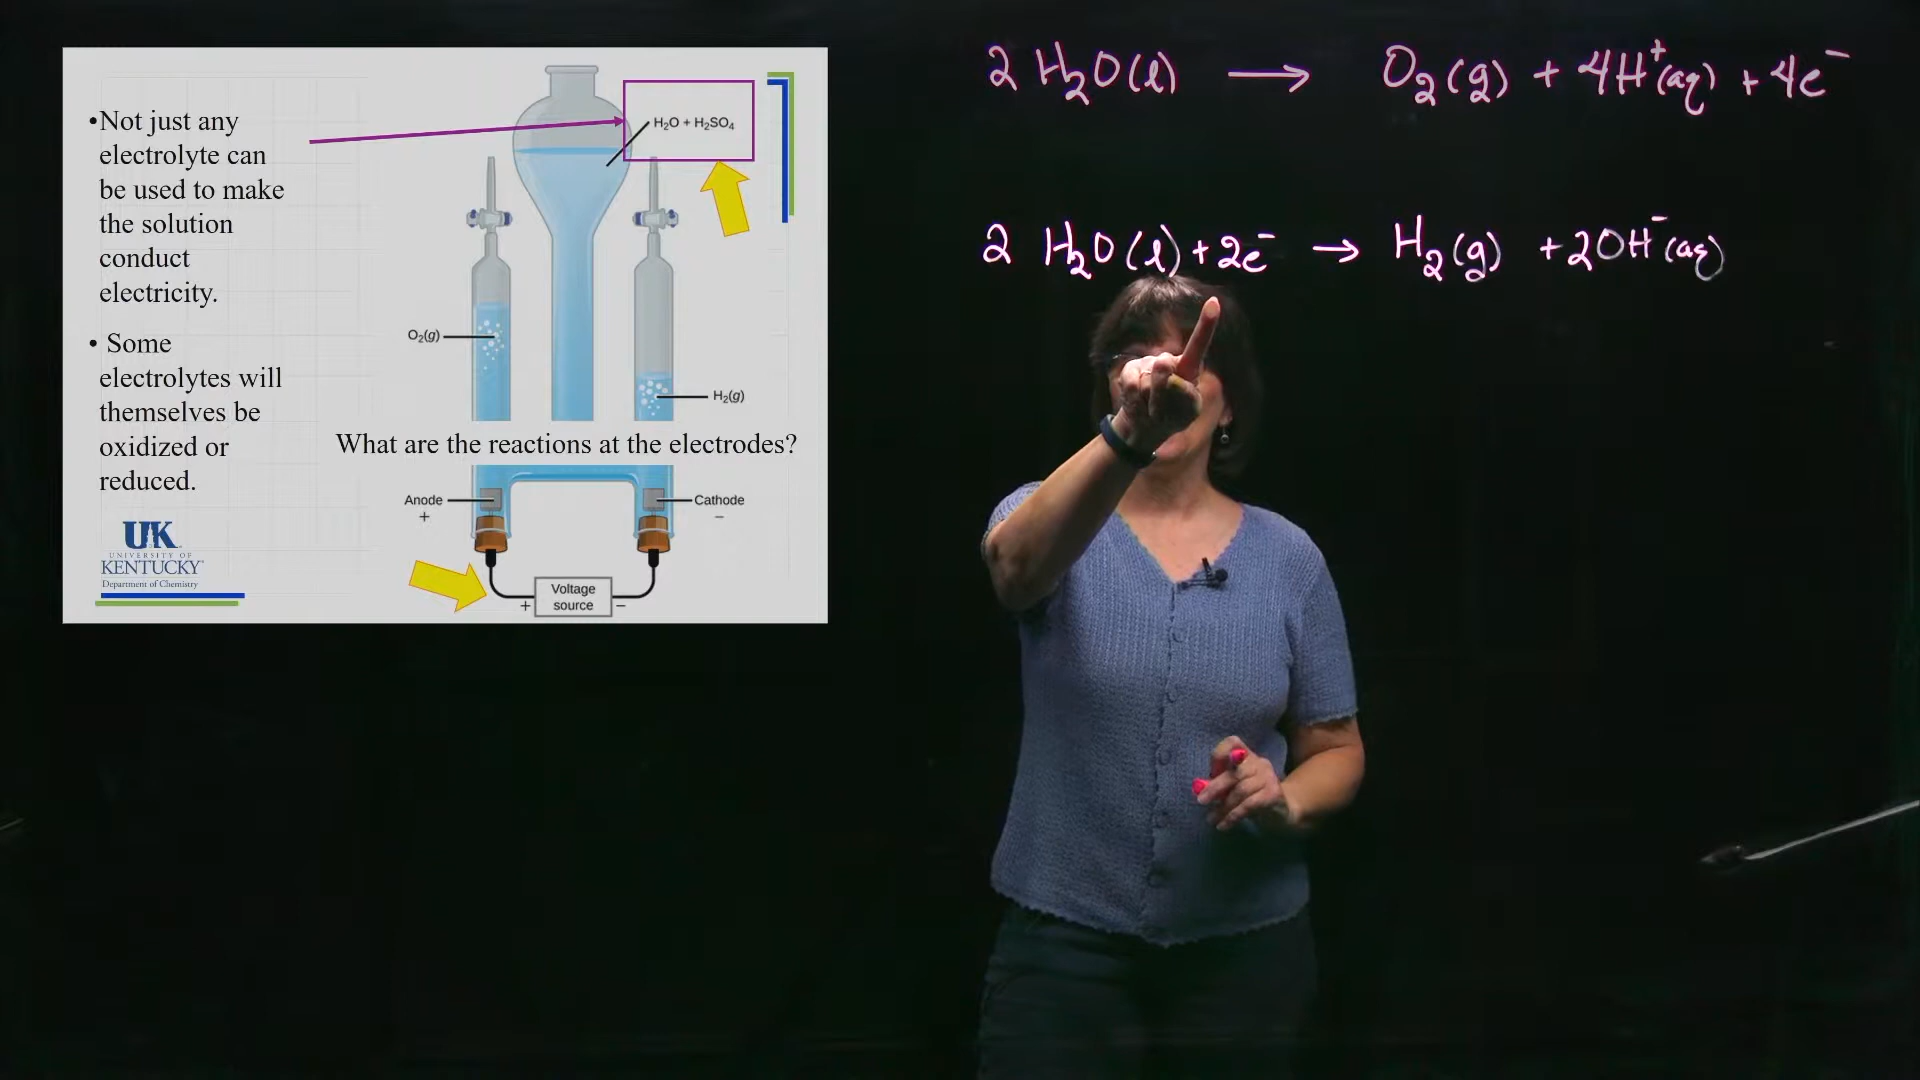 •Not just any
electrolyte can
be used to make
the solution
conduct
electricity.
• Some
electrolytes will
themselves be
oxidized or
reduced.
UK
UNIVERSITY OF
KENTUCKY
Department of Chemistry
H₂O + H₂SO₄
O₂(g)
H₂(g)
What are the reactions at the electrodes?
Anode
+
Cathode
−
Voltage
source
+
−
2 H₂O(l) → O₂(g) + 4H⁺(aq) + 4e⁻
2 H₂O(l) + 2e⁻ → H₂(g) + 2OH⁻(aq)